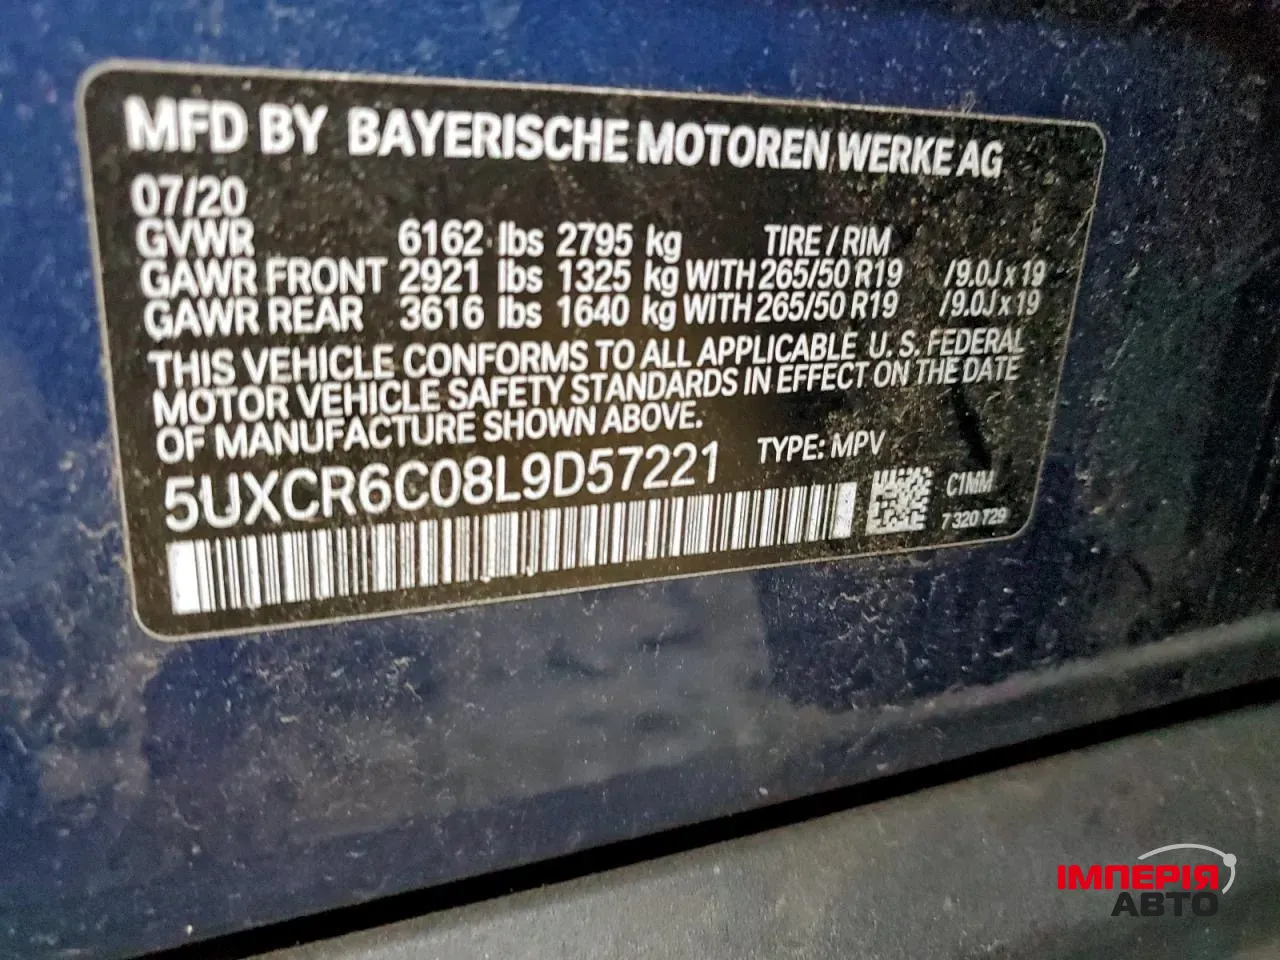 MFD BY BAYERISCHE MOTOREN WERKE AG
07/20
GVWR 6162 lbs 2795 kg TIRE / RIM
GAWR FRONT 2921 lbs 1325 kg WITH 265/50 R19 /9.0J x 19
GAWR REAR 3616 lbs 1640 kg WITH 265/50 R19 /9.0J x 19
THIS VEHICLE CONFORMS TO ALL APPLICABLE U. S. FEDERAL
MOTOR VEHICLE SAFETY STANDARDS IN EFFECT ON THE DATE
OF MANUFACTURE SHOWN ABOVE.
5UXCR6C08L9D57221 TYPE: MPV
C1MM
7 320 729
ІМПЕРІЯ
АВТО